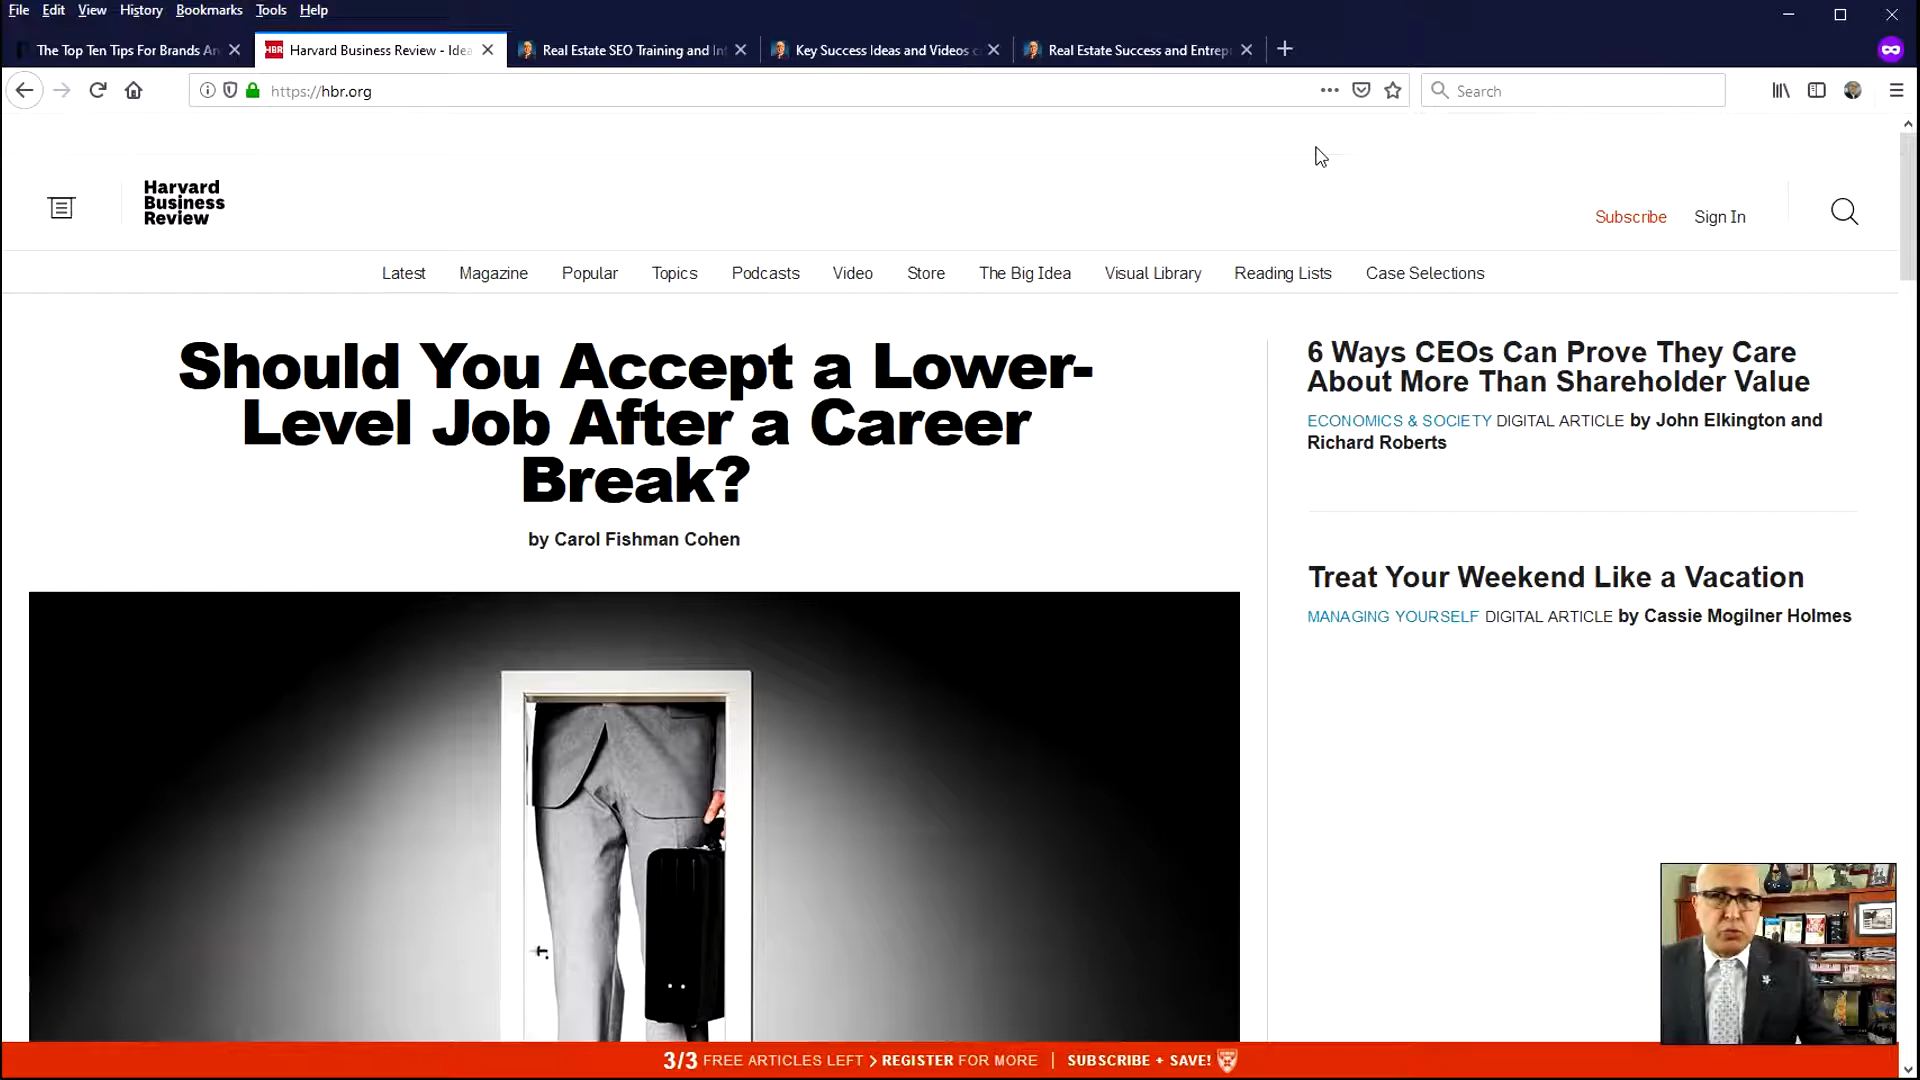 File Edit View History Bookmarks Tools Help
The Top Ten Tips For Brands An
Harvard Business Review - Idea
Real Estate SEO Training and In
Key Success Ideas and Videos
Real Estate Success and Entrep
https://hbr.org
Search
Harvard
Business
Review
Subscribe Sign In
Latest Magazine Popular Topics Podcasts Video Store The Big Idea Visual Library Reading Lists Case Selections
Should You Accept a Lower-
Level Job After a Career
Break?
by Carol Fishman Cohen
6 Ways CEOs Can Prove They Care
About More Than Shareholder Value
ECONOMICS & SOCIETY DIGITAL ARTICLE by John Elkington and
Richard Roberts
Treat Your Weekend Like a Vacation
MANAGING YOURSELF DIGITAL ARTICLE by Cassie Mogilner Holmes
3/3 FREE ARTICLES LEFT > REGISTER FOR MORE | SUBSCRIBE + SAVE!